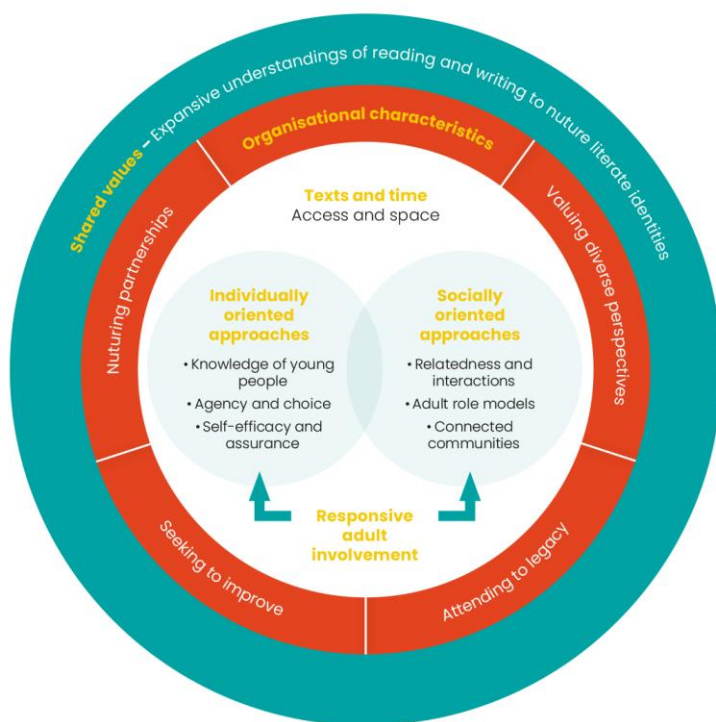 Shared values – Expansive understandings of reading and writing to nuture literate identities
Organisational characteristics
Nuturing partnerships
Valuing diverse perspectives
Seeking to improve
Attending to legacy
Texts and time
Access and space
Individually
oriented
approaches
• Knowledge of young
people
• Agency and choice
• Self-efficacy and
assurance
Socially
oriented
approaches
• Relatedness and
interactions
• Adult role models
• Connected
communities
Responsive
adult
involvement